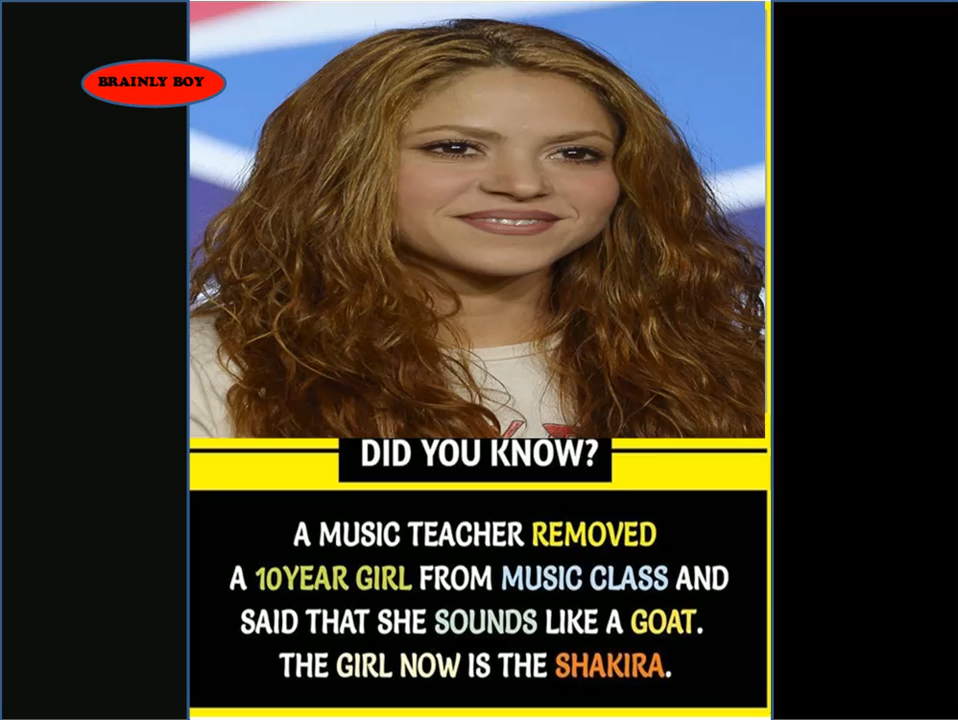 BRAINLY BOY
DID YOU KNOW?
A MUSIC TEACHER REMOVED
A 10YEAR GIRL FROM MUSIC CLASS AND
SAID THAT SHE SOUNDS LIKE A GOAT.
THE GIRL NOW IS THE SHAKIRA.